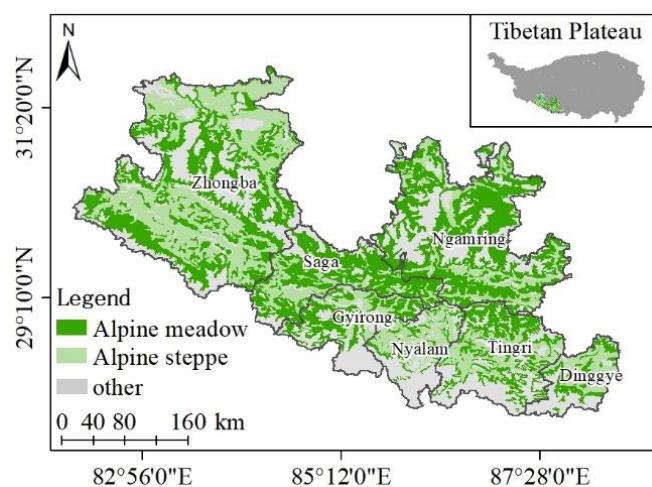 N
Tibetan Plateau
31°20'0"N
29°10'0"N
Zhongba
Ngamring
Saga
Gyirong
Nyalam
Tingri
Dinggye
Legend
Alpine meadow
Alpine steppe
other
0 40 80 160 km
82°56'0"E 85°12'0"E 87°28'0"E